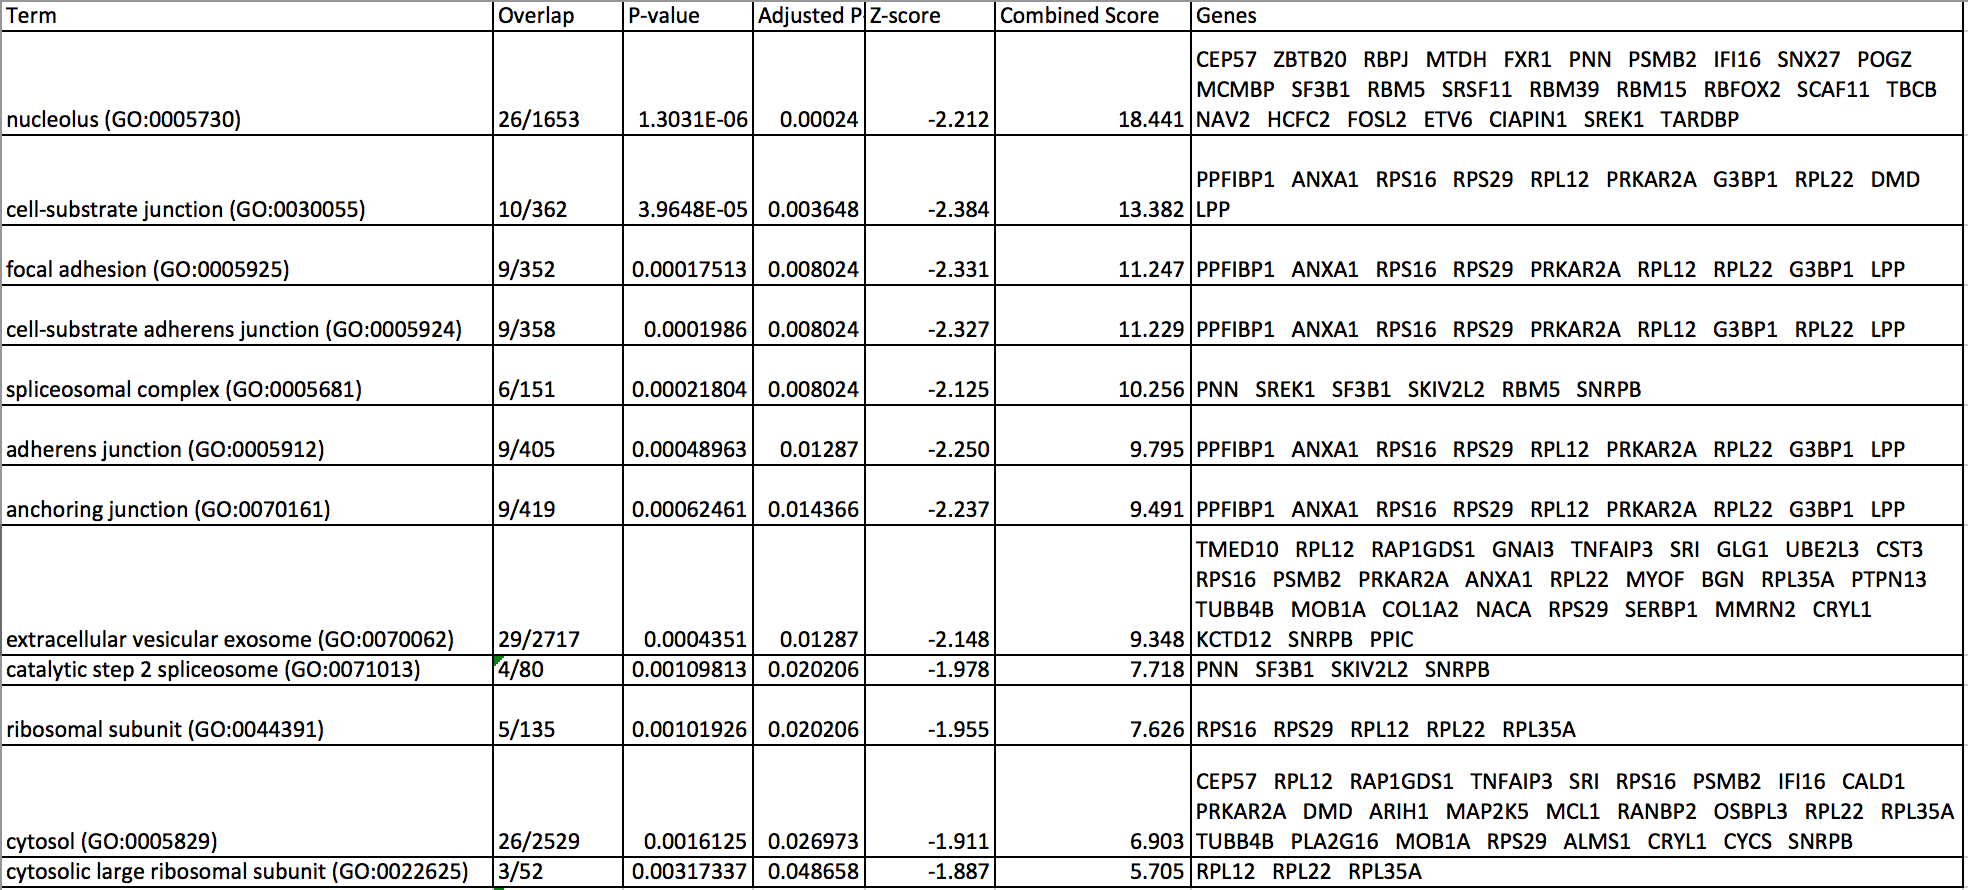 Term Overlap P-value Adjusted P Z-score Combined Score Genes
CEP57 ZBTB20 RBPJ MTDH FXR1 PNN PSMB2 IFI16 SNX27 POGZ
MCMBP SF3B1 RBM5 SRSF11 RBM39 RBM15 RBFOX2 SCAF11 TBCB
nucleolus (GO:0005730) 26/1653 1.3031E-06 0.00024 -2.212 18.441 NAV2 HCFC2 FOSL2 ETV6 CIAPIN1 SREK1 TARDBP
PPFIBP1 ANXA1 RPS16 RPS29 RPL12 PRKAR2A G3BP1 RPL22 DMD
cell-substrate junction (GO:0030055) 10/362 3.9648E-05 0.003648 -2.384 13.382 LPP
focal adhesion (GO:0005925) 9/352 0.00017513 0.008024 -2.331 11.247 PPFIBP1 ANXA1 RPS16 RPS29 PRKAR2A RPL12 RPL22 G3BP1 LPP
cell-substrate adherens junction (GO:0005924) 9/358 0.0001986 0.008024 -2.327 11.229 PPFIBP1 ANXA1 RPS16 RPS29 PRKAR2A RPL12 G3BP1 RPL22 LPP
spliceosomal complex (GO:0005681) 6/151 0.00021804 0.008024 -2.125 10.256 PNN SREK1 SF3B1 SKIV2L2 RBM5 SNRPB
adherens junction (GO:0005912) 9/405 0.00048963 0.01287 -2.250 9.795 PPFIBP1 ANXA1 RPS16 RPS29 RPL12 PRKAR2A RPL22 G3BP1 LPP
anchoring junction (GO:0070161) 9/419 0.00062461 0.014366 -2.237 9.491 PPFIBP1 ANXA1 RPS16 RPS29 RPL12 PRKAR2A RPL22 G3BP1 LPP
TMED10 RPL12 RAP1GDS1 GNAI3 TNFAIP3 SRI GLG1 UBE2L3 CST3
RPS16 PSMB2 PRKAR2A ANXA1 RPL22 MYOF BGN RPL35A PTPN13
TUBB4B MOB1A COL1A2 NACA RPS29 SERBP1 MMRN2 CRYL1
extracellular vesicular exosome (GO:0070062) 29/2717 0.0004351 0.01287 -2.148 9.348 KCTD12 SNRPB PPIC
catalytic step 2 spliceosome (GO:0071013) 4/80 0.00109813 0.020206 -1.978 7.718 PNN SF3B1 SKIV2L2 SNRPB
ribosomal subunit (GO:0044391) 5/135 0.00101926 0.020206 -1.955 7.626 RPS16 RPS29 RPL12 RPL22 RPL35A
CEP57 RPL12 RAP1GDS1 TNFAIP3 SRI RPS16 PSMB2 IFI16 CALD1
PRKAR2A DMD ARIH1 MAP2K5 MCL1 RANBP2 OSBPL3 RPL22 RPL35A
cytosol (GO:0005829) 26/2529 0.0016125 0.026973 -1.911 6.903 TUBB4B PLA2G16 MOB1A RPS29 ALMS1 CRYL1 CYCS SNRPB
cytosolic large ribosomal subunit (GO:0022625) 3/52 0.00317337 0.048658 -1.887 5.705 RPL12 RPL22 RPL35A